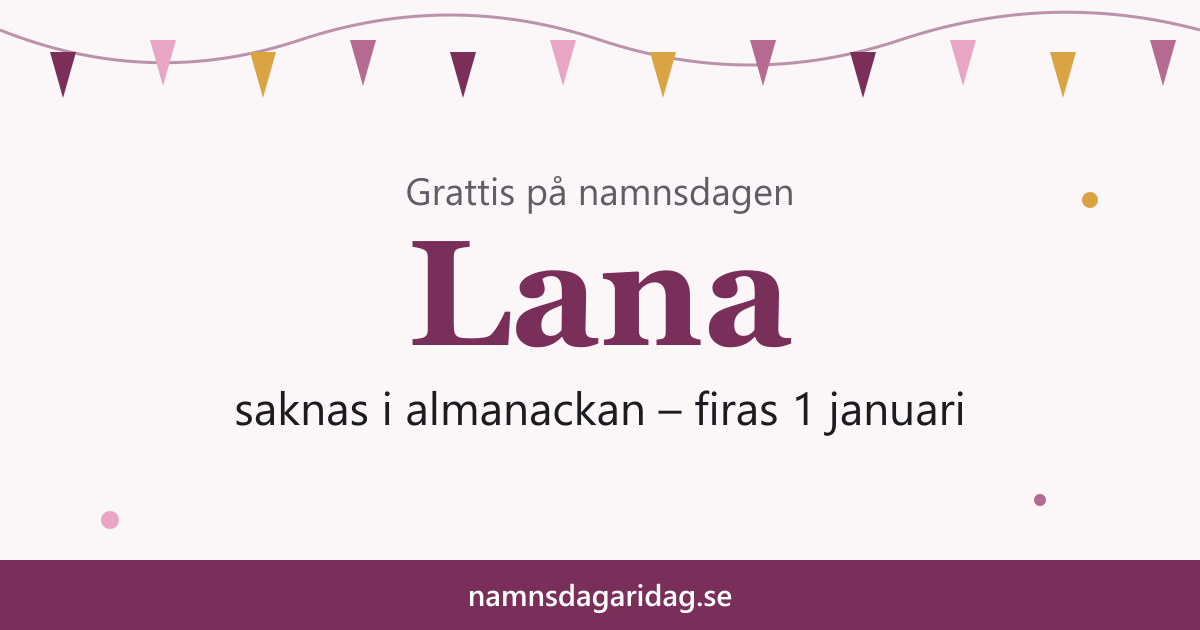 Grattis på namnsdagen
Lana
saknas i almanackan – firas 1 januari
namnsdagaridag.se